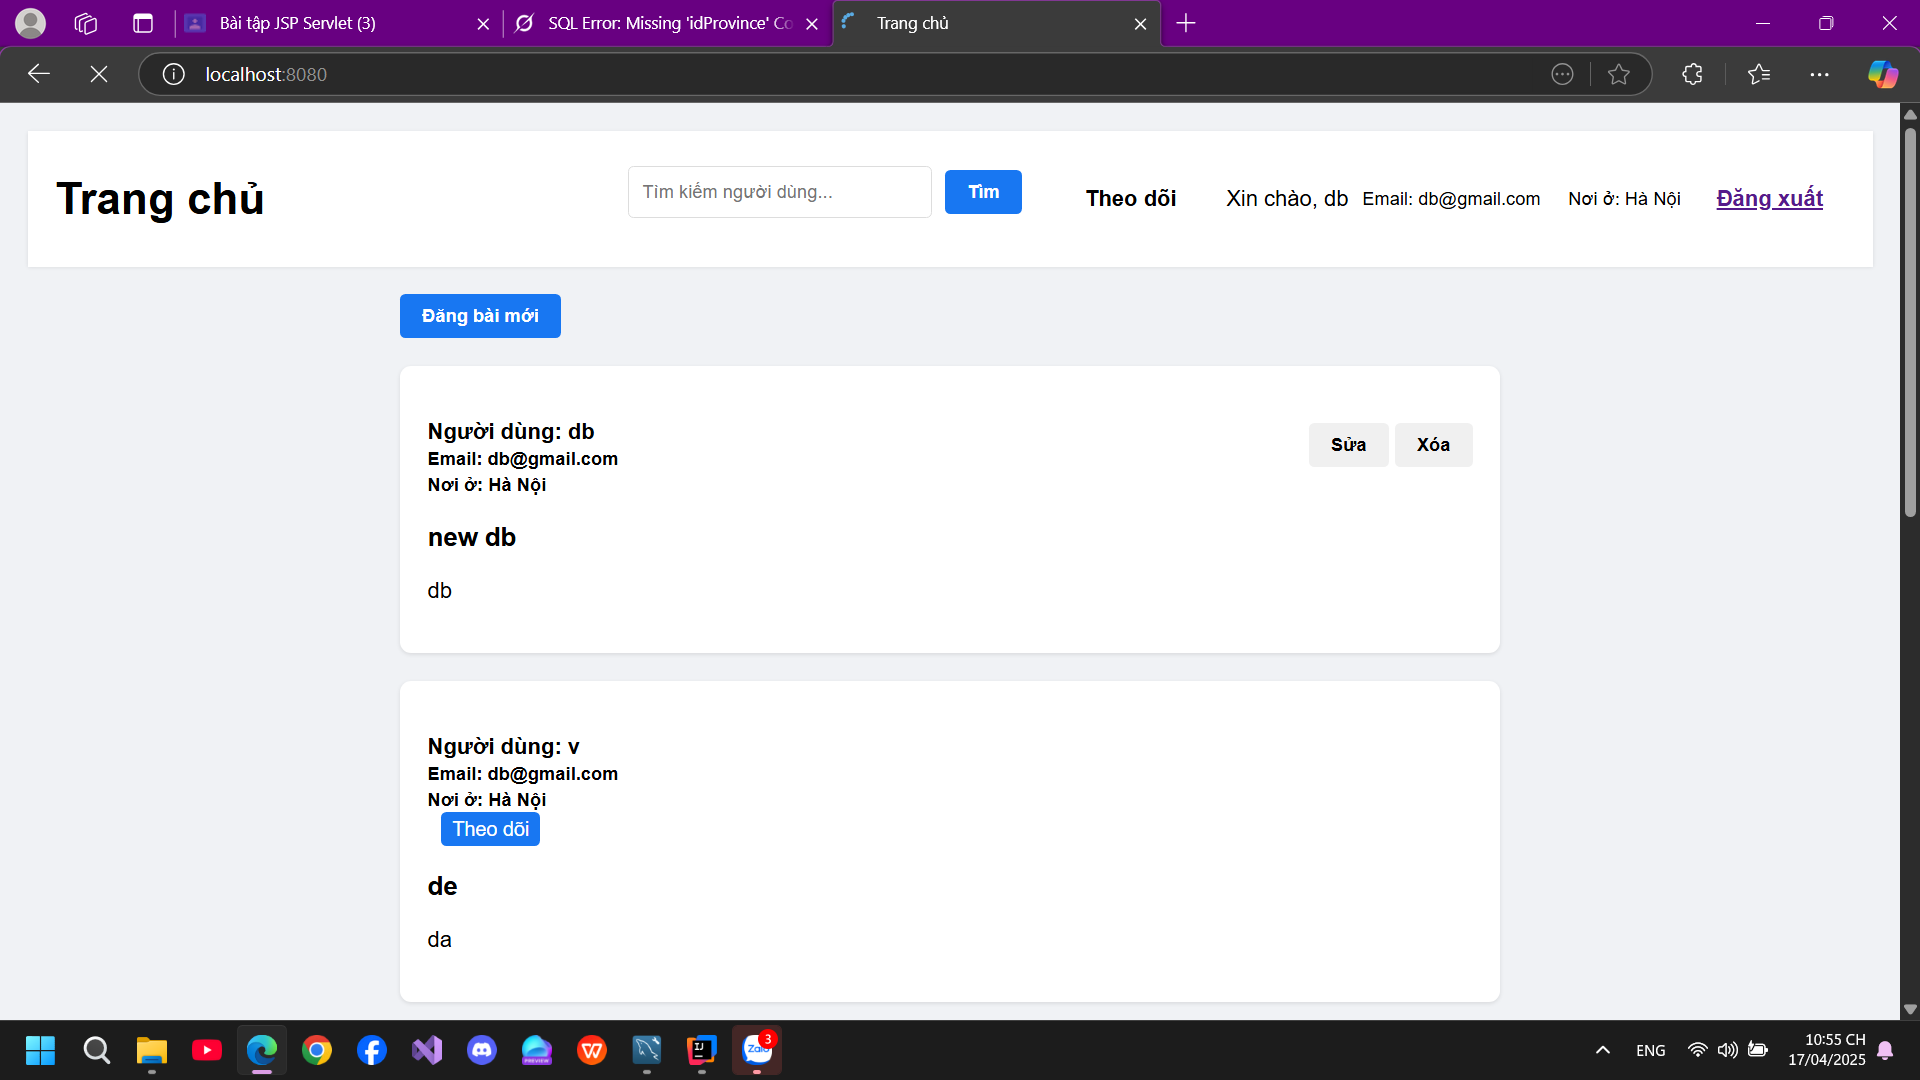 Bài tập JSP Servlet (3)
SQL Error: Missing 'idProvince' Co
Trang chủ
localhost:8080
Trang chủ
Tìm kiếm người dùng...
Tìm
Theo dõi
Xin chào, db
Email: db@gmail.com
Nơi ở: Hà Nội
Đăng xuất
Đăng bài mới
Người dùng: db
Email: db@gmail.com
Nơi ở: Hà Nội
Sửa
Xóa
new db
db
Người dùng: v
Email: db@gmail.com
Nơi ở: Hà Nội
Theo dõi
de
da
PREVIEW
W
IJ
Zalo
3
ENG
10:55 CH
17/04/2025